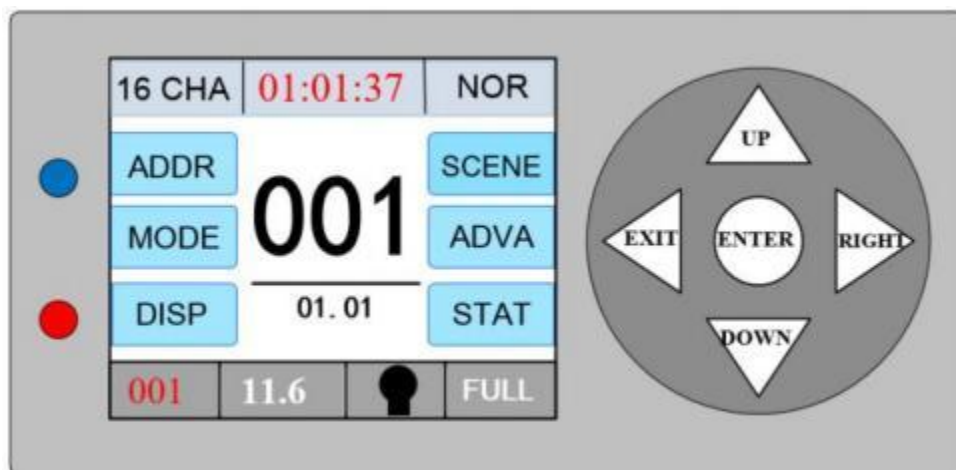 16 CHA 01:01:37 NOR
ADDR
MODE
DISP
001
01. 01
SCENE
ADVA
STAT
001 11.6 FULL
UP
EXIT ENTER RIGHT
DOWN